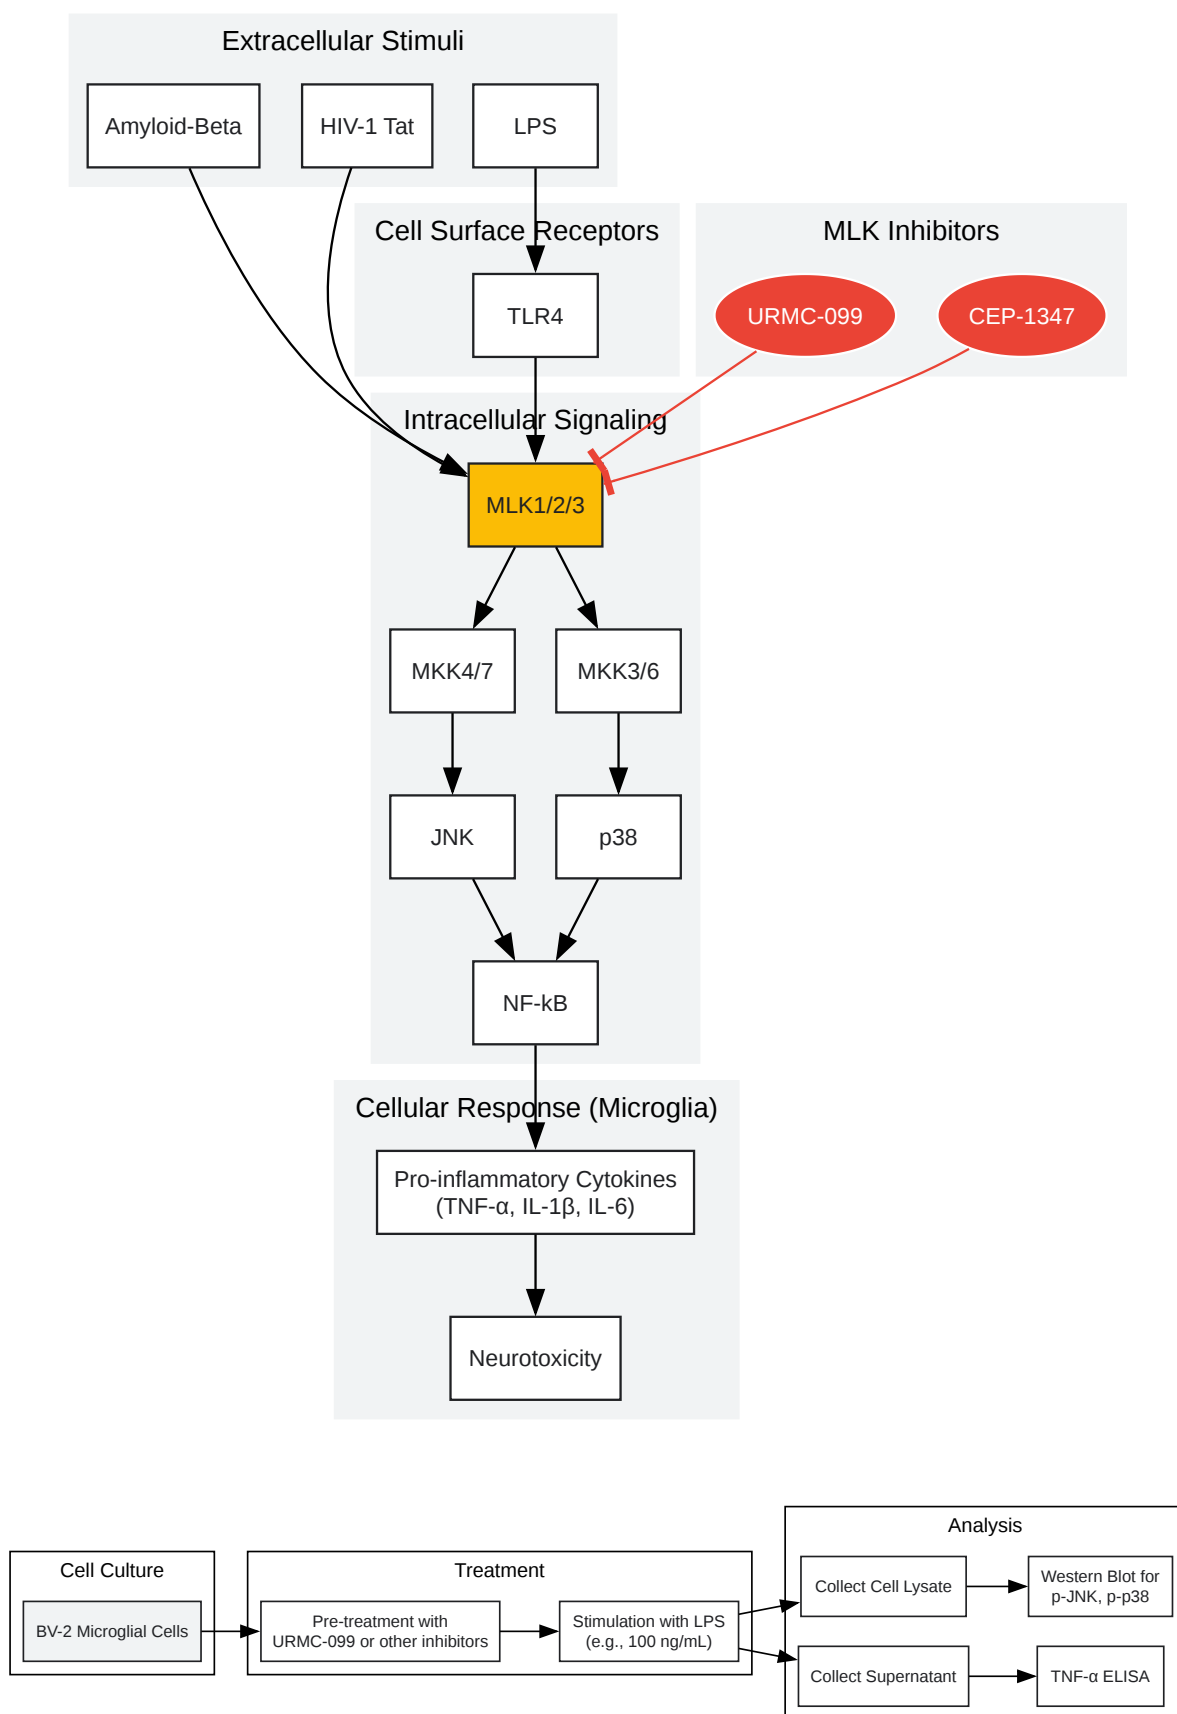 Extracellular Stimuli
Amyloid-Beta
HIV-1 Tat
LPS
Cell Surface Receptors
TLR4
MLK Inhibitors
URMC-099
CEP-1347
Intracellular Signaling
MLK1/2/3
MKK4/7
MKK3/6
JNK
p38
NF-kB
Cellular Response (Microglia)
Pro-inflammatory Cytokines
(TNF-α, IL-1β, IL-6)
Neurotoxicity
Cell Culture
BV-2 Microglial Cells
Treatment
Pre-treatment with
URMC-099 or other inhibitors
Stimulation with LPS
(e.g., 100 ng/mL)
Analysis
Collect Cell Lysate
Western Blot for
p-JNK, p-p38
Collect Supernatant
TNF-α ELISA